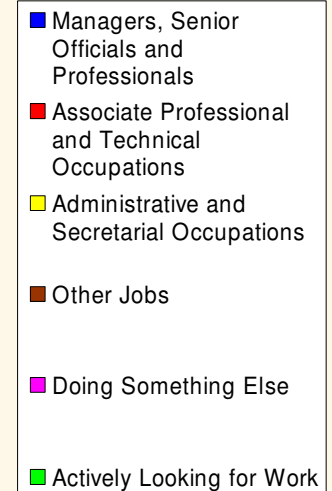 Managers, Senior
Officials and
Professionals
Associate Professional
and Technical
Occupations
Administrative and
Secretarial Occupations
Other Jobs
Doing Something Else
Actively Looking for Work